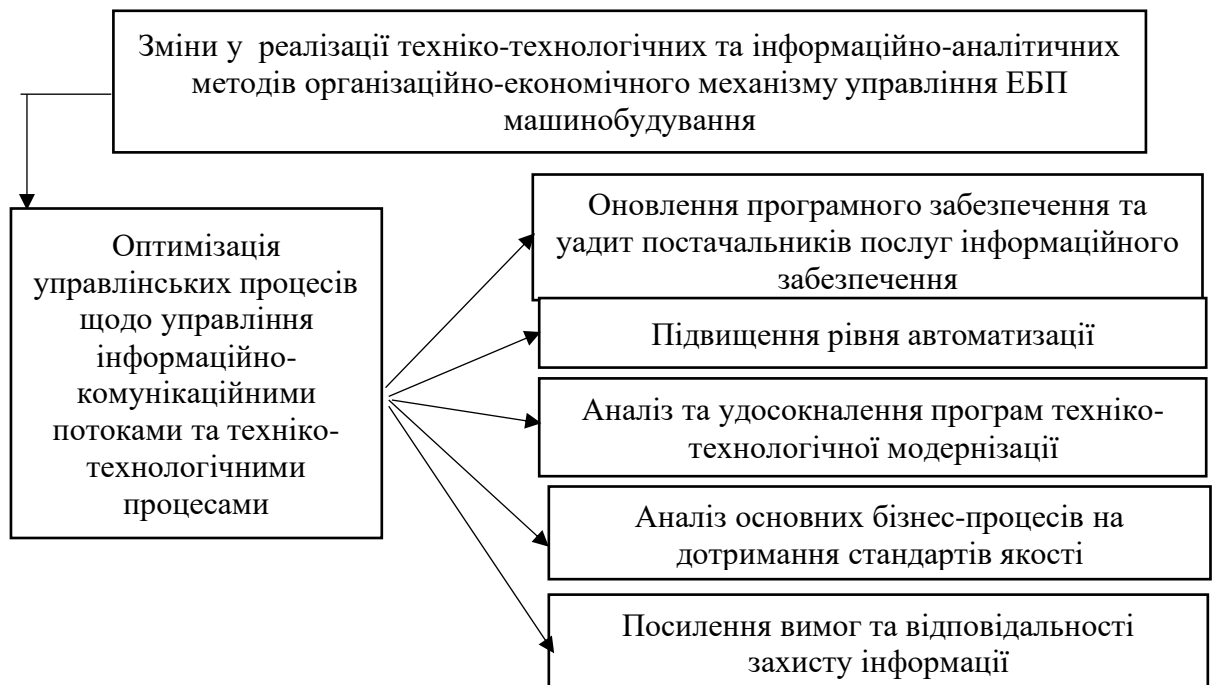 Зміни у реалізації техніко-технологічних та інформаційно-аналітичних
методів організаційно-економічного механізму управління ЕБП
машинобудування
Оптимізація
управлінських процесів
щодо управління
інформаційно-
комунікаційними
потоками та техніко-
технологічними
процесами
Оновлення програмного забезпечення та
уадит постачальників послуг інформаційного
забезпечення
Підвищення рівня автоматизації
Аналіз та удосокналення програм техніко-
технологічної модернізації
Аналіз основних бізнес-процесів на
дотримання стандартів якості
Посилення вимог та відповідальності
захисту інформації